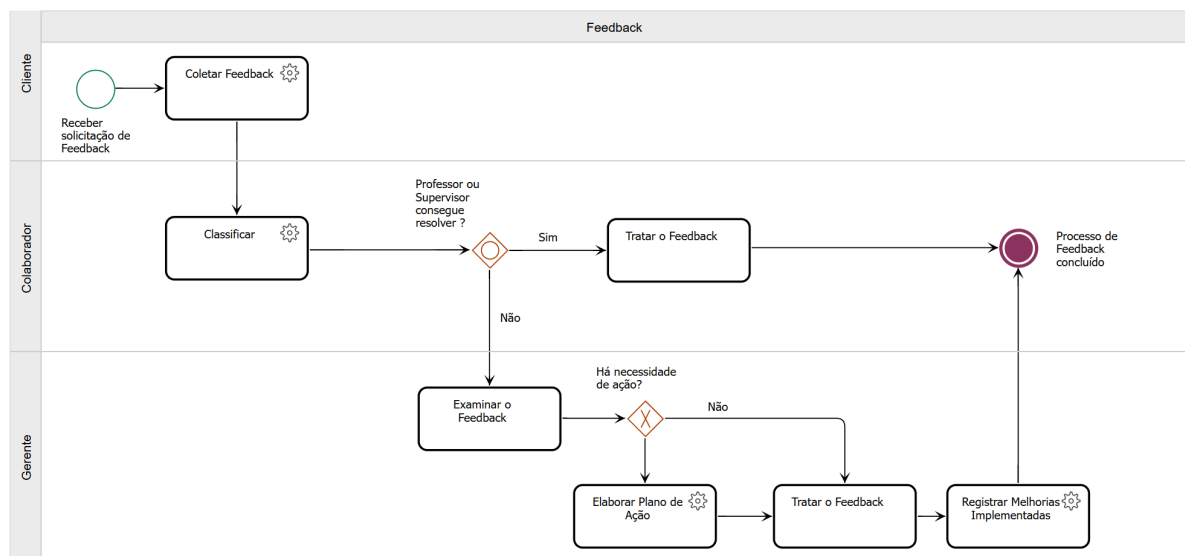 Feedback
Cliente
Coletar Feedback
Receber
solicitação de
Feedback
Colaborador
Classificar
Professor ou
Supervisor
consegue
resolver ?
Sim
Tratar o Feedback
Processo de
Feedback
concluído
Não
Gerente
Examinar o
Feedback
Há necessidade
de ação?
Não
Elaborar Plano de
Ação
Tratar o Feedback
Registrar Melhorias
Implementadas